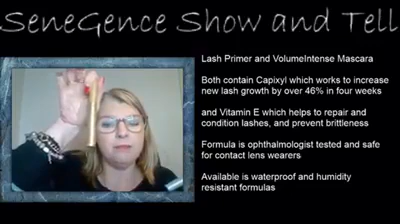 SeneGence Show and Tell
Lash Primer and VolumeIntense Mascara
Both contain Capixyl which works to increase
new lash growth by over 46% in four weeks
and Vitamin E which helps to repair and
condition lashes, and prevent brittleness
Formula is ophthalmologist tested and safe
for contact lens wearers
Available is waterproof and humidity
resistant formulas